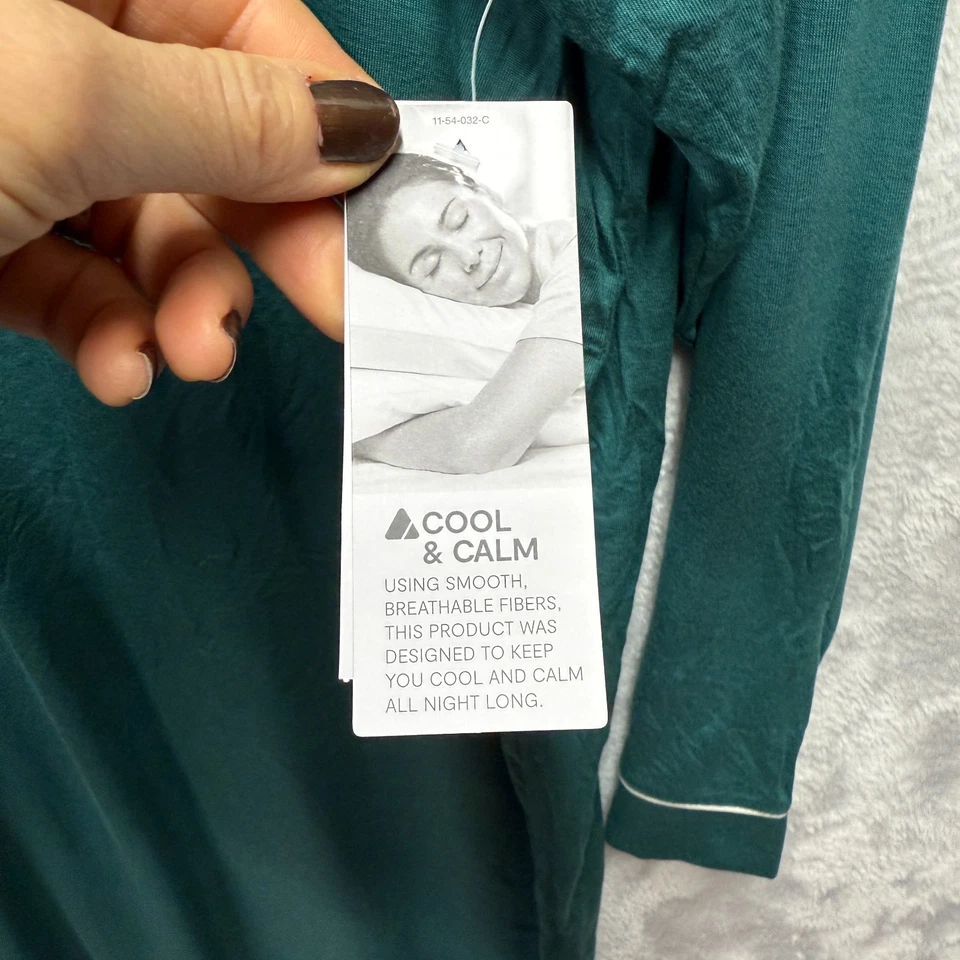 11-54-032-C
COOL
& CALM
USING SMOOTH,
BREATHABLE FIBERS,
THIS PRODUCT WAS
DESIGNED TO KEEP
YOU COOL AND CALM
ALL NIGHT LONG.